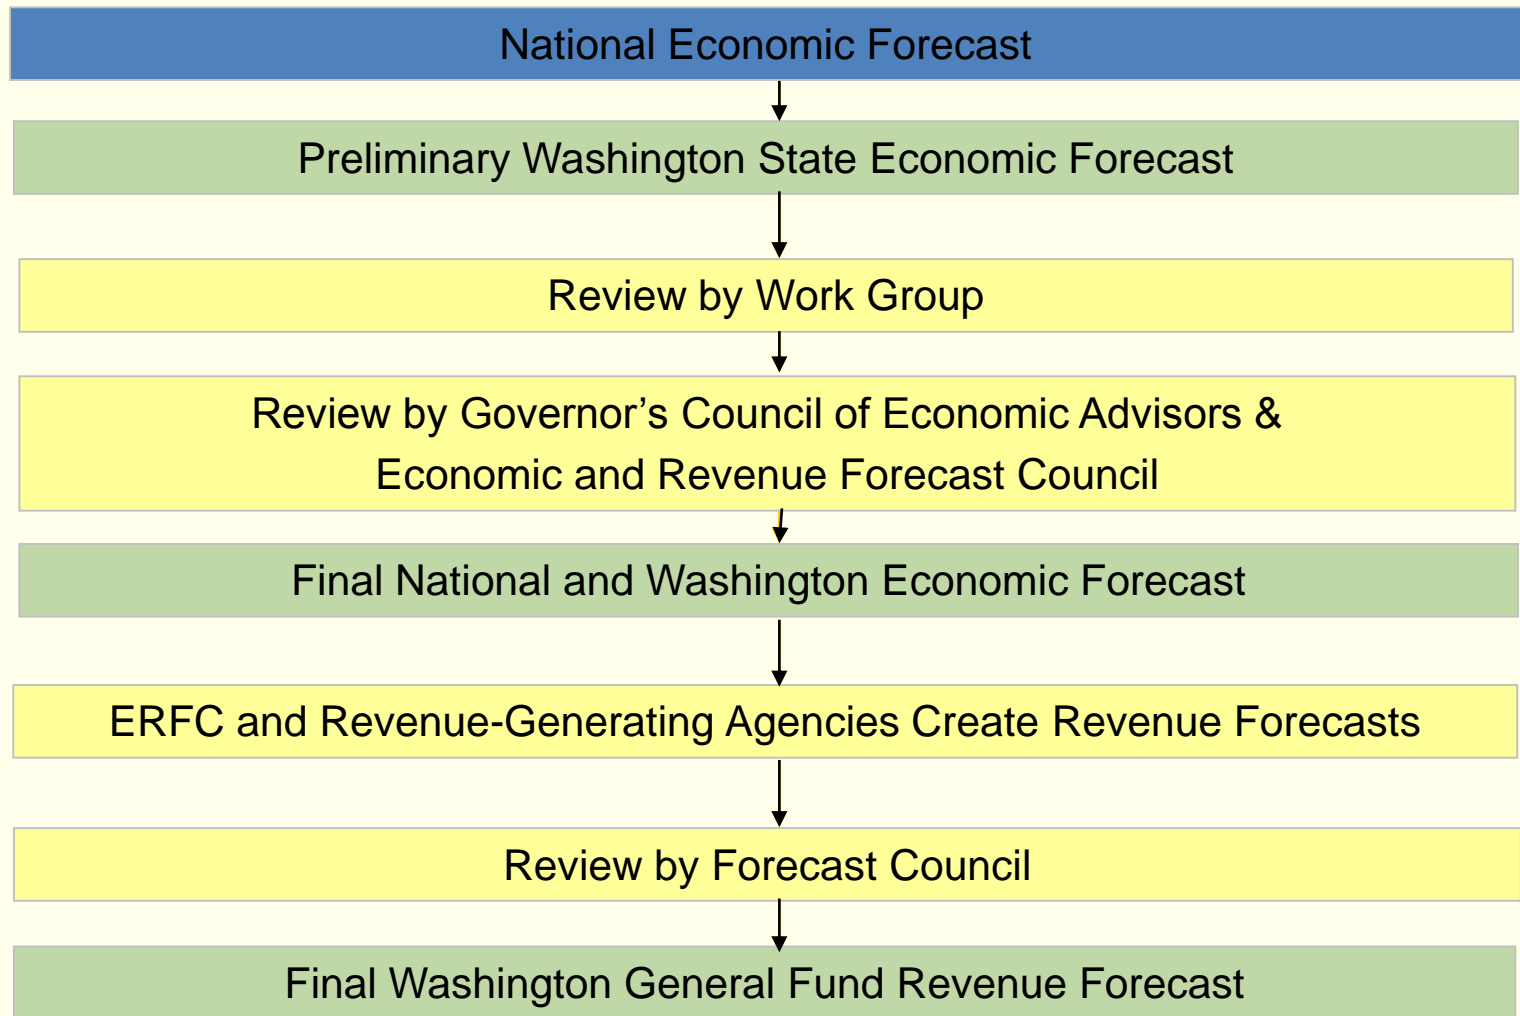 National Economic Forecast
Preliminary Washington State Economic Forecast
Review by Work Group
Review by Governor’s Council of Economic Advisors &
Economic and Revenue Forecast Council
Final National and Washington Economic Forecast
ERFC and Revenue-Generating Agencies Create Revenue Forecasts
Review by Forecast Council
Final Washington General Fund Revenue Forecast